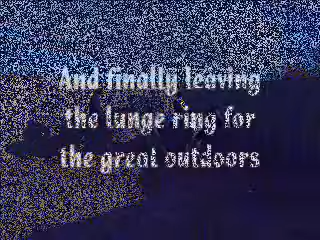 And finally leaving
the lunge ring for
the great outdoors